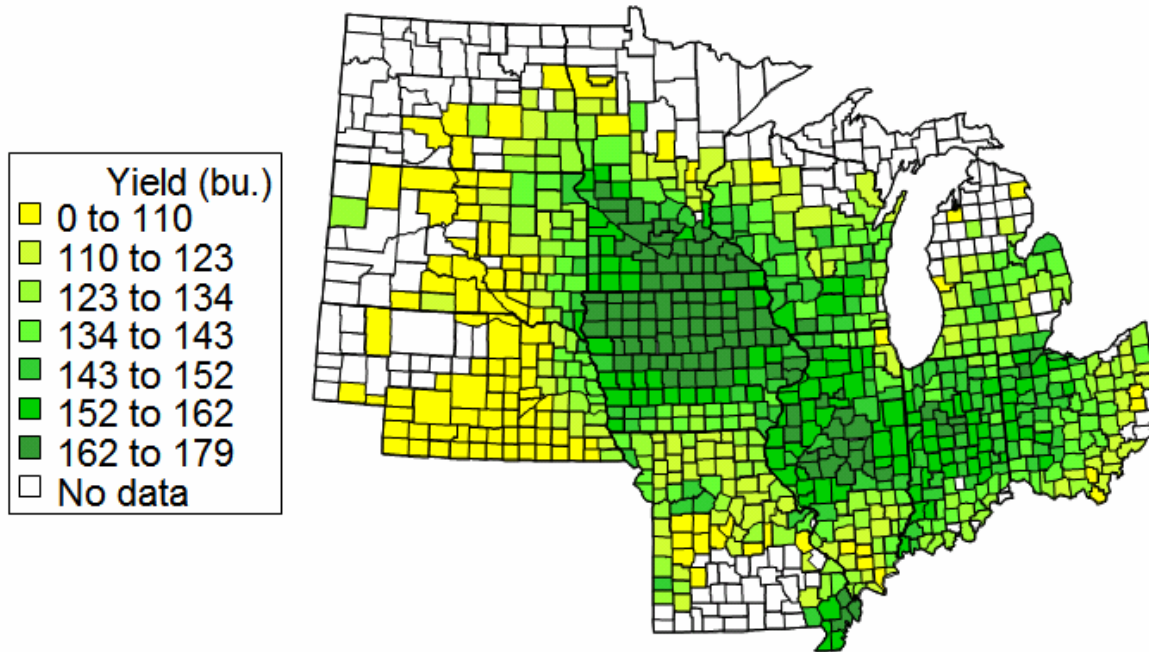 Yield (bu.)
0 to 110
110 to 123
123 to 134
134 to 143
143 to 152
152 to 162
162 to 179
No data